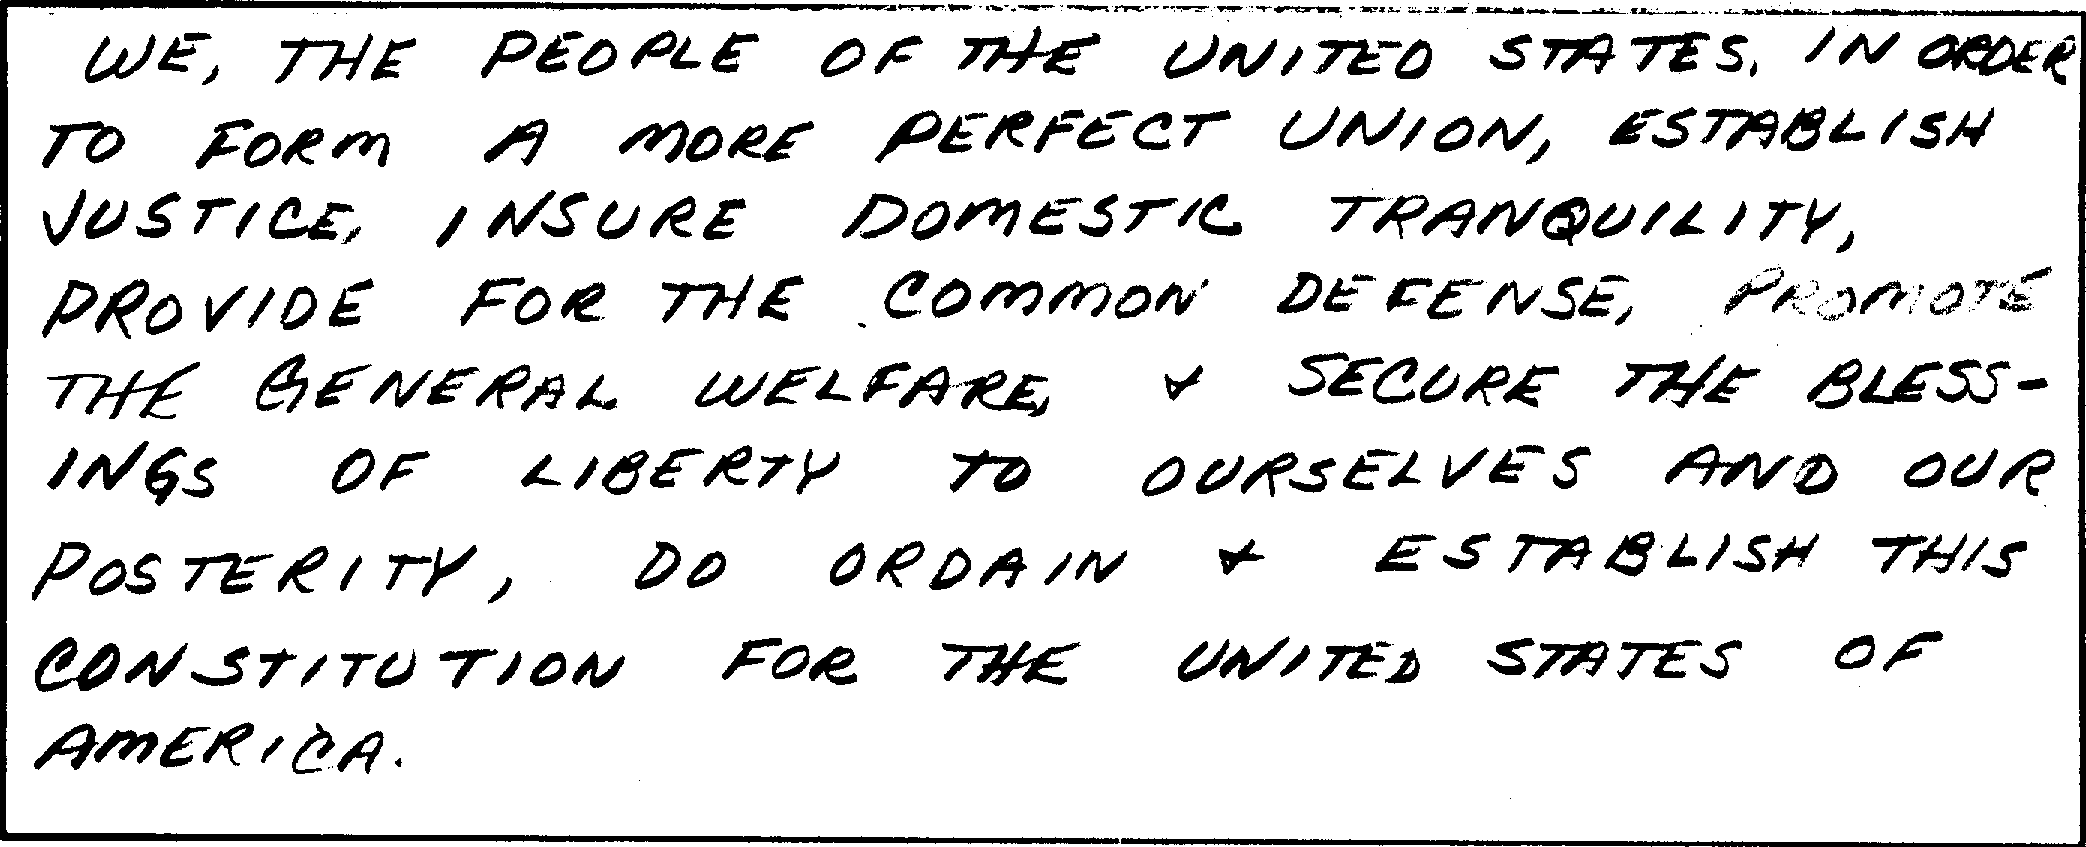 WE, THE PEOPLE OF THE UNITED STATES, IN ORDER
TO FORM A MORE PERFECT UNION, ESTABLISH
JUSTICE, INSURE DOMESTIC TRANQUILITY,
PROVIDE FOR THE COMMON DEFENSE, PROMOTE
THE GENERAL WELFARE, & SECURE THE BLESS-
INGS OF LIBERTY TO OURSELVES AND OUR
POSTERITY, DO ORDAIN & ESTABLISH THIS
CONSTITUTION FOR THE UNITED STATES OF
AMERICA.